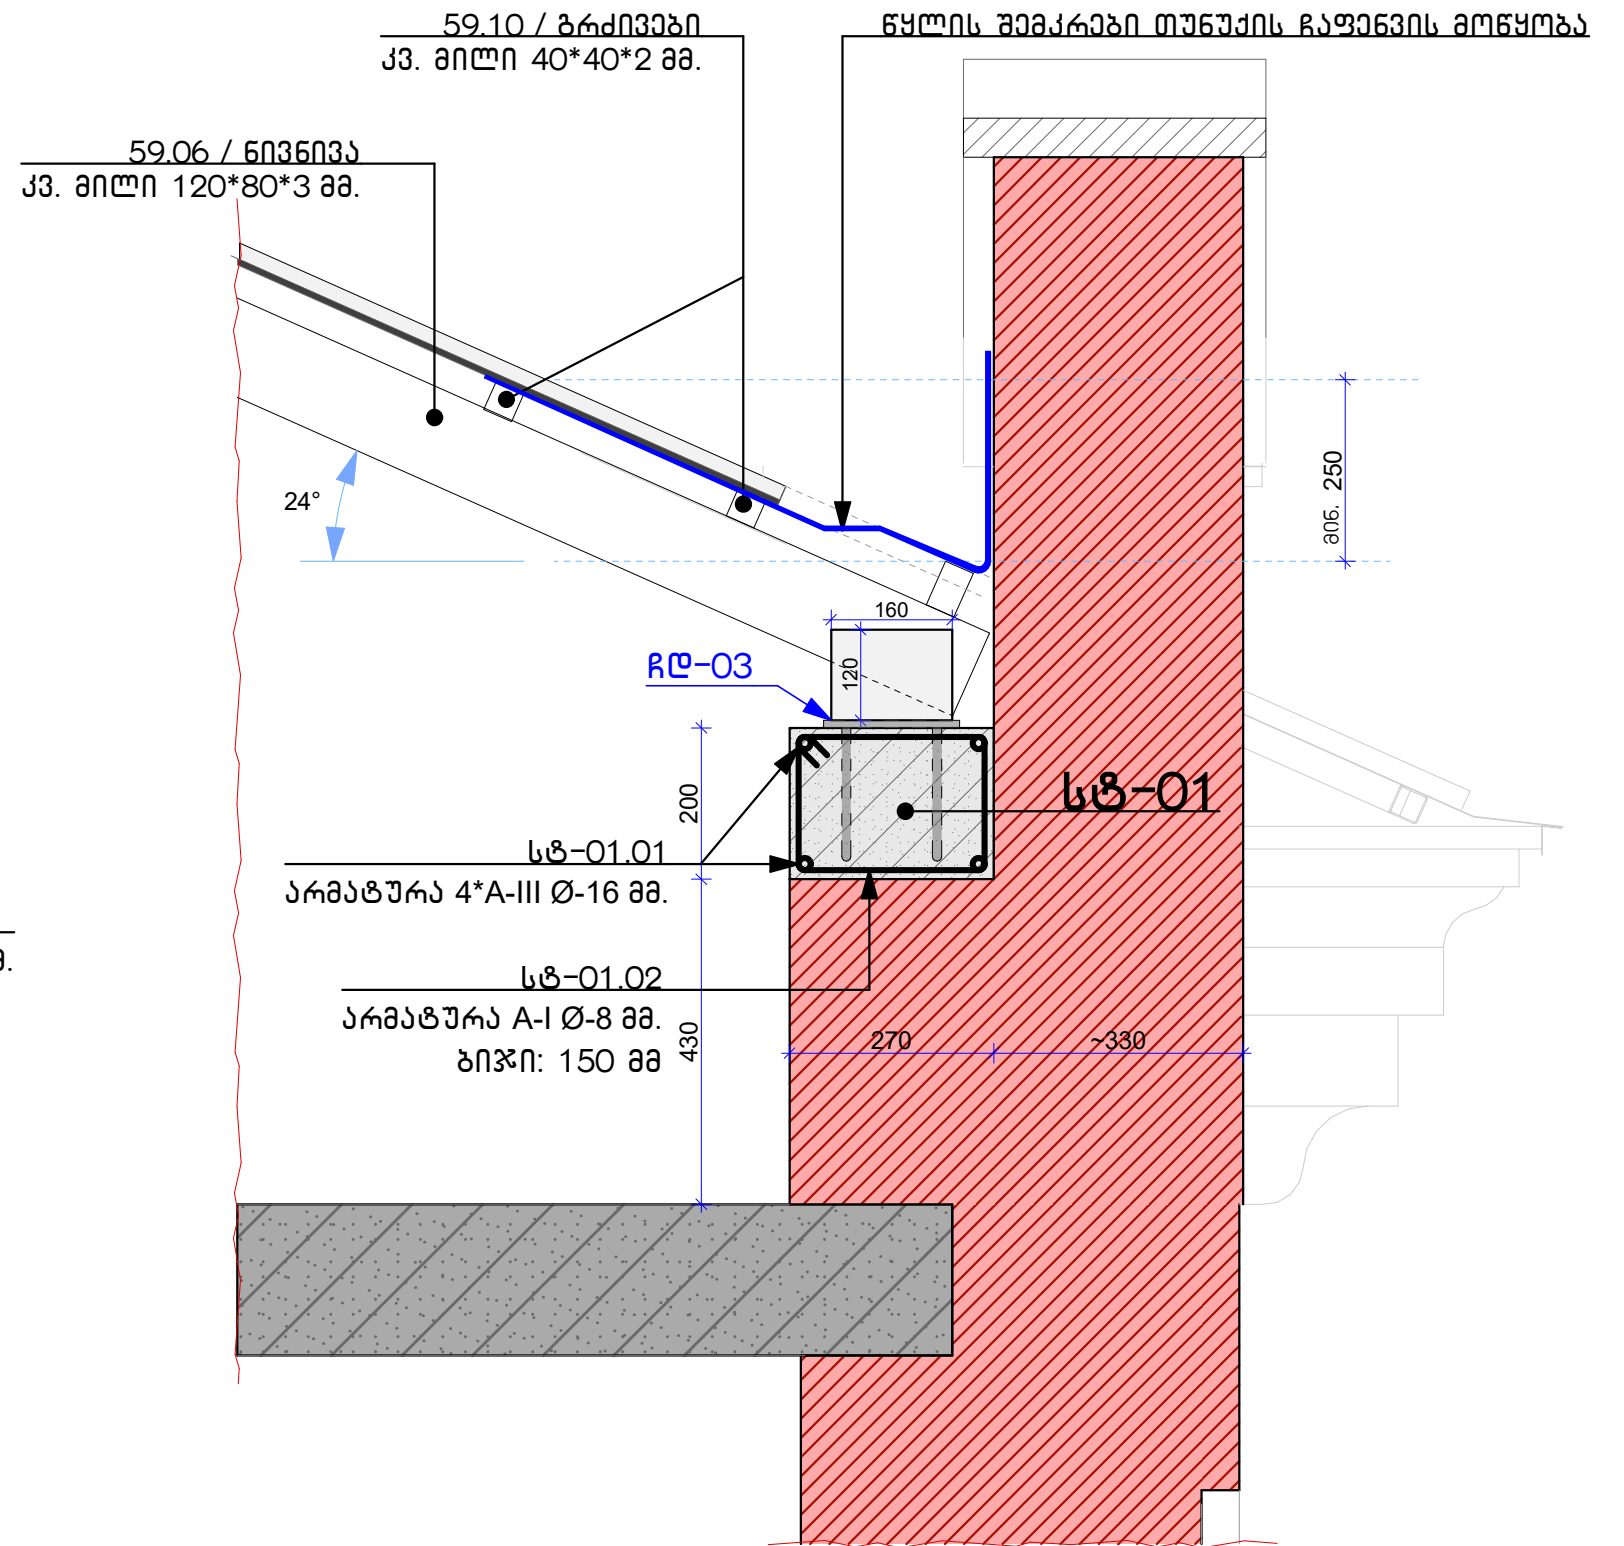 59.10 / გრძივები
კვ. მილი 40*40*2 მმ.
წყლის შემკრები თუნუქის ჩაფენვის მოწყობა
59.06 / ნივნივა
კვ. მილი 120*80*3 მმ.
24°
მინ. 250
160
120
ჩდ-03
200
სტ-01
სტ-01.01
არმატურა 4*A-III Ø-16 მმ.
მ.
სტ-01.02
არმატურა A-I Ø-8 მმ.
ბიჯი: 150 მმ
430
270
~330